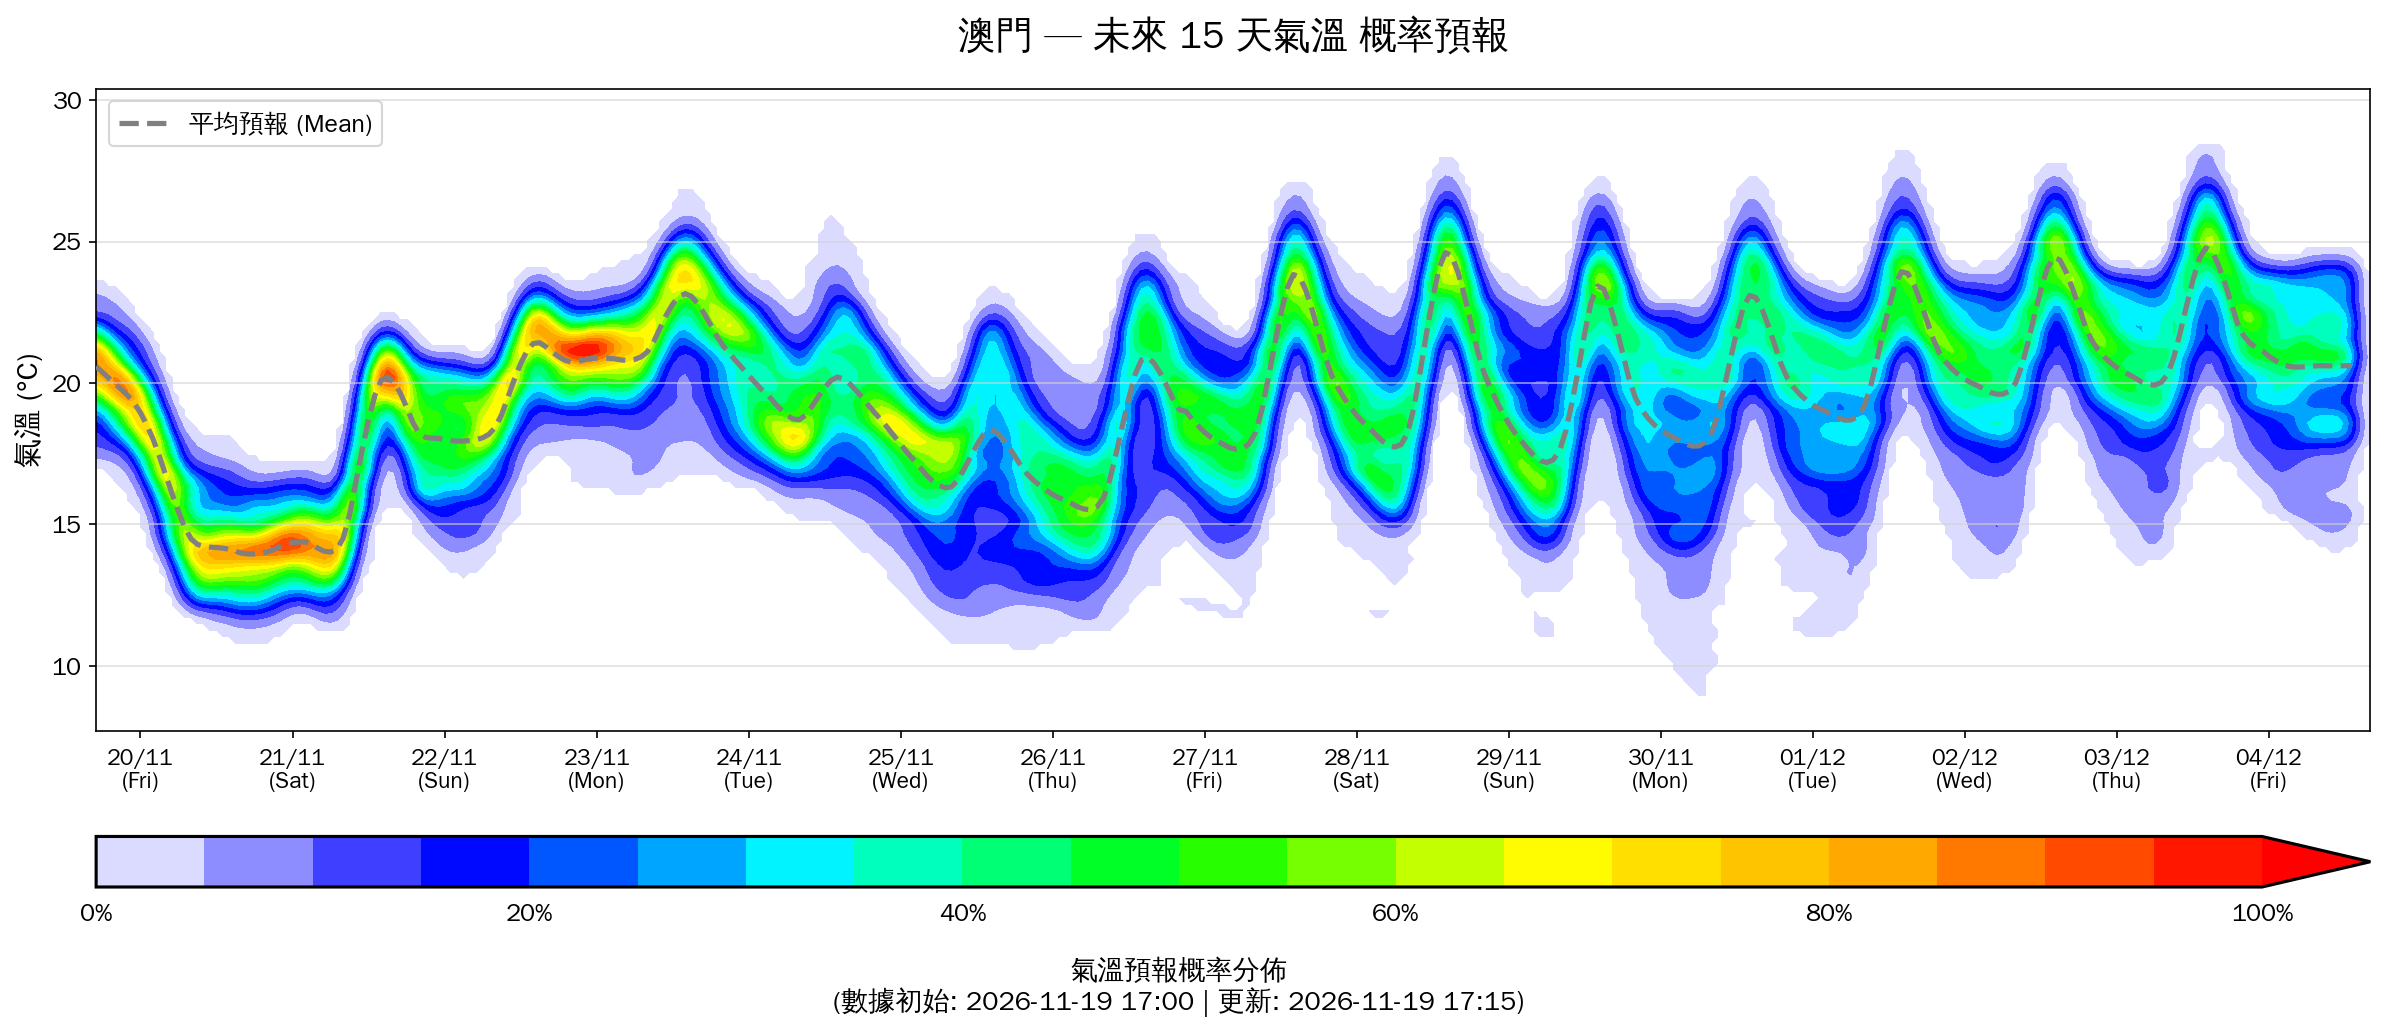 澳門 — 未來 15 天氣溫 概率預報
平均預報 (Mean)
氣溫 (°C)
30
25
20
15
10
20/11 21/11 22/11 23/11 24/11 25/11 26/11 27/11 28/11 29/11 30/11 01/12 02/12 03/12 04/12
(Fri) (Sat) (Sun) (Mon) (Tue) (Wed) (Thu) (Fri) (Sat) (Sun) (Mon) (Tue) (Wed) (Thu) (Fri)
0% 20% 40% 60% 80% 100%
氣溫預報概率分佈
(數據初始: 2026-11-19 17:00 | 更新: 2026-11-19 17:15)